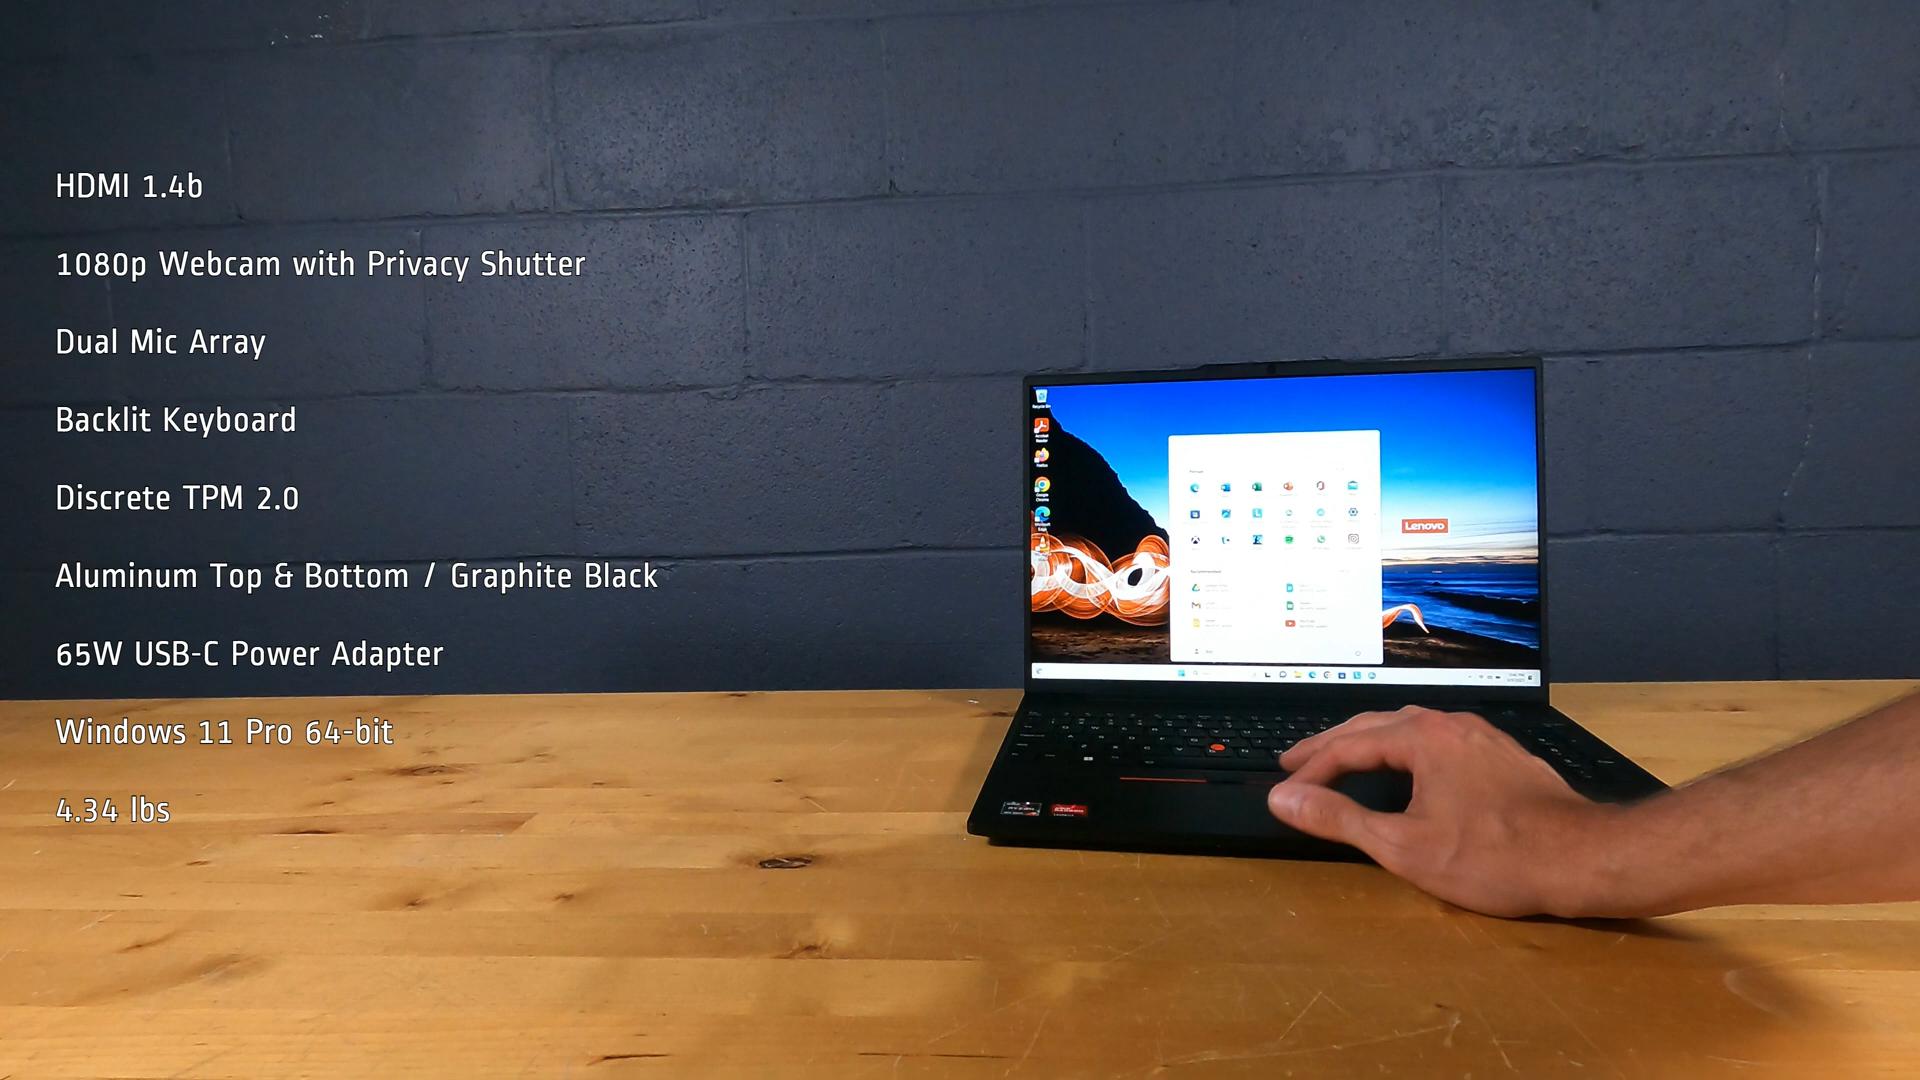 HDMI 1.4b
1080p Webcam with Privacy Shutter
Dual Mic Array
Backlit Keyboard
Discrete TPM 2.0
Aluminum Top & Bottom / Graphite Black
65W USB-C Power Adapter
Windows 11 Pro 64-bit
4.34 lbs
Lenovo